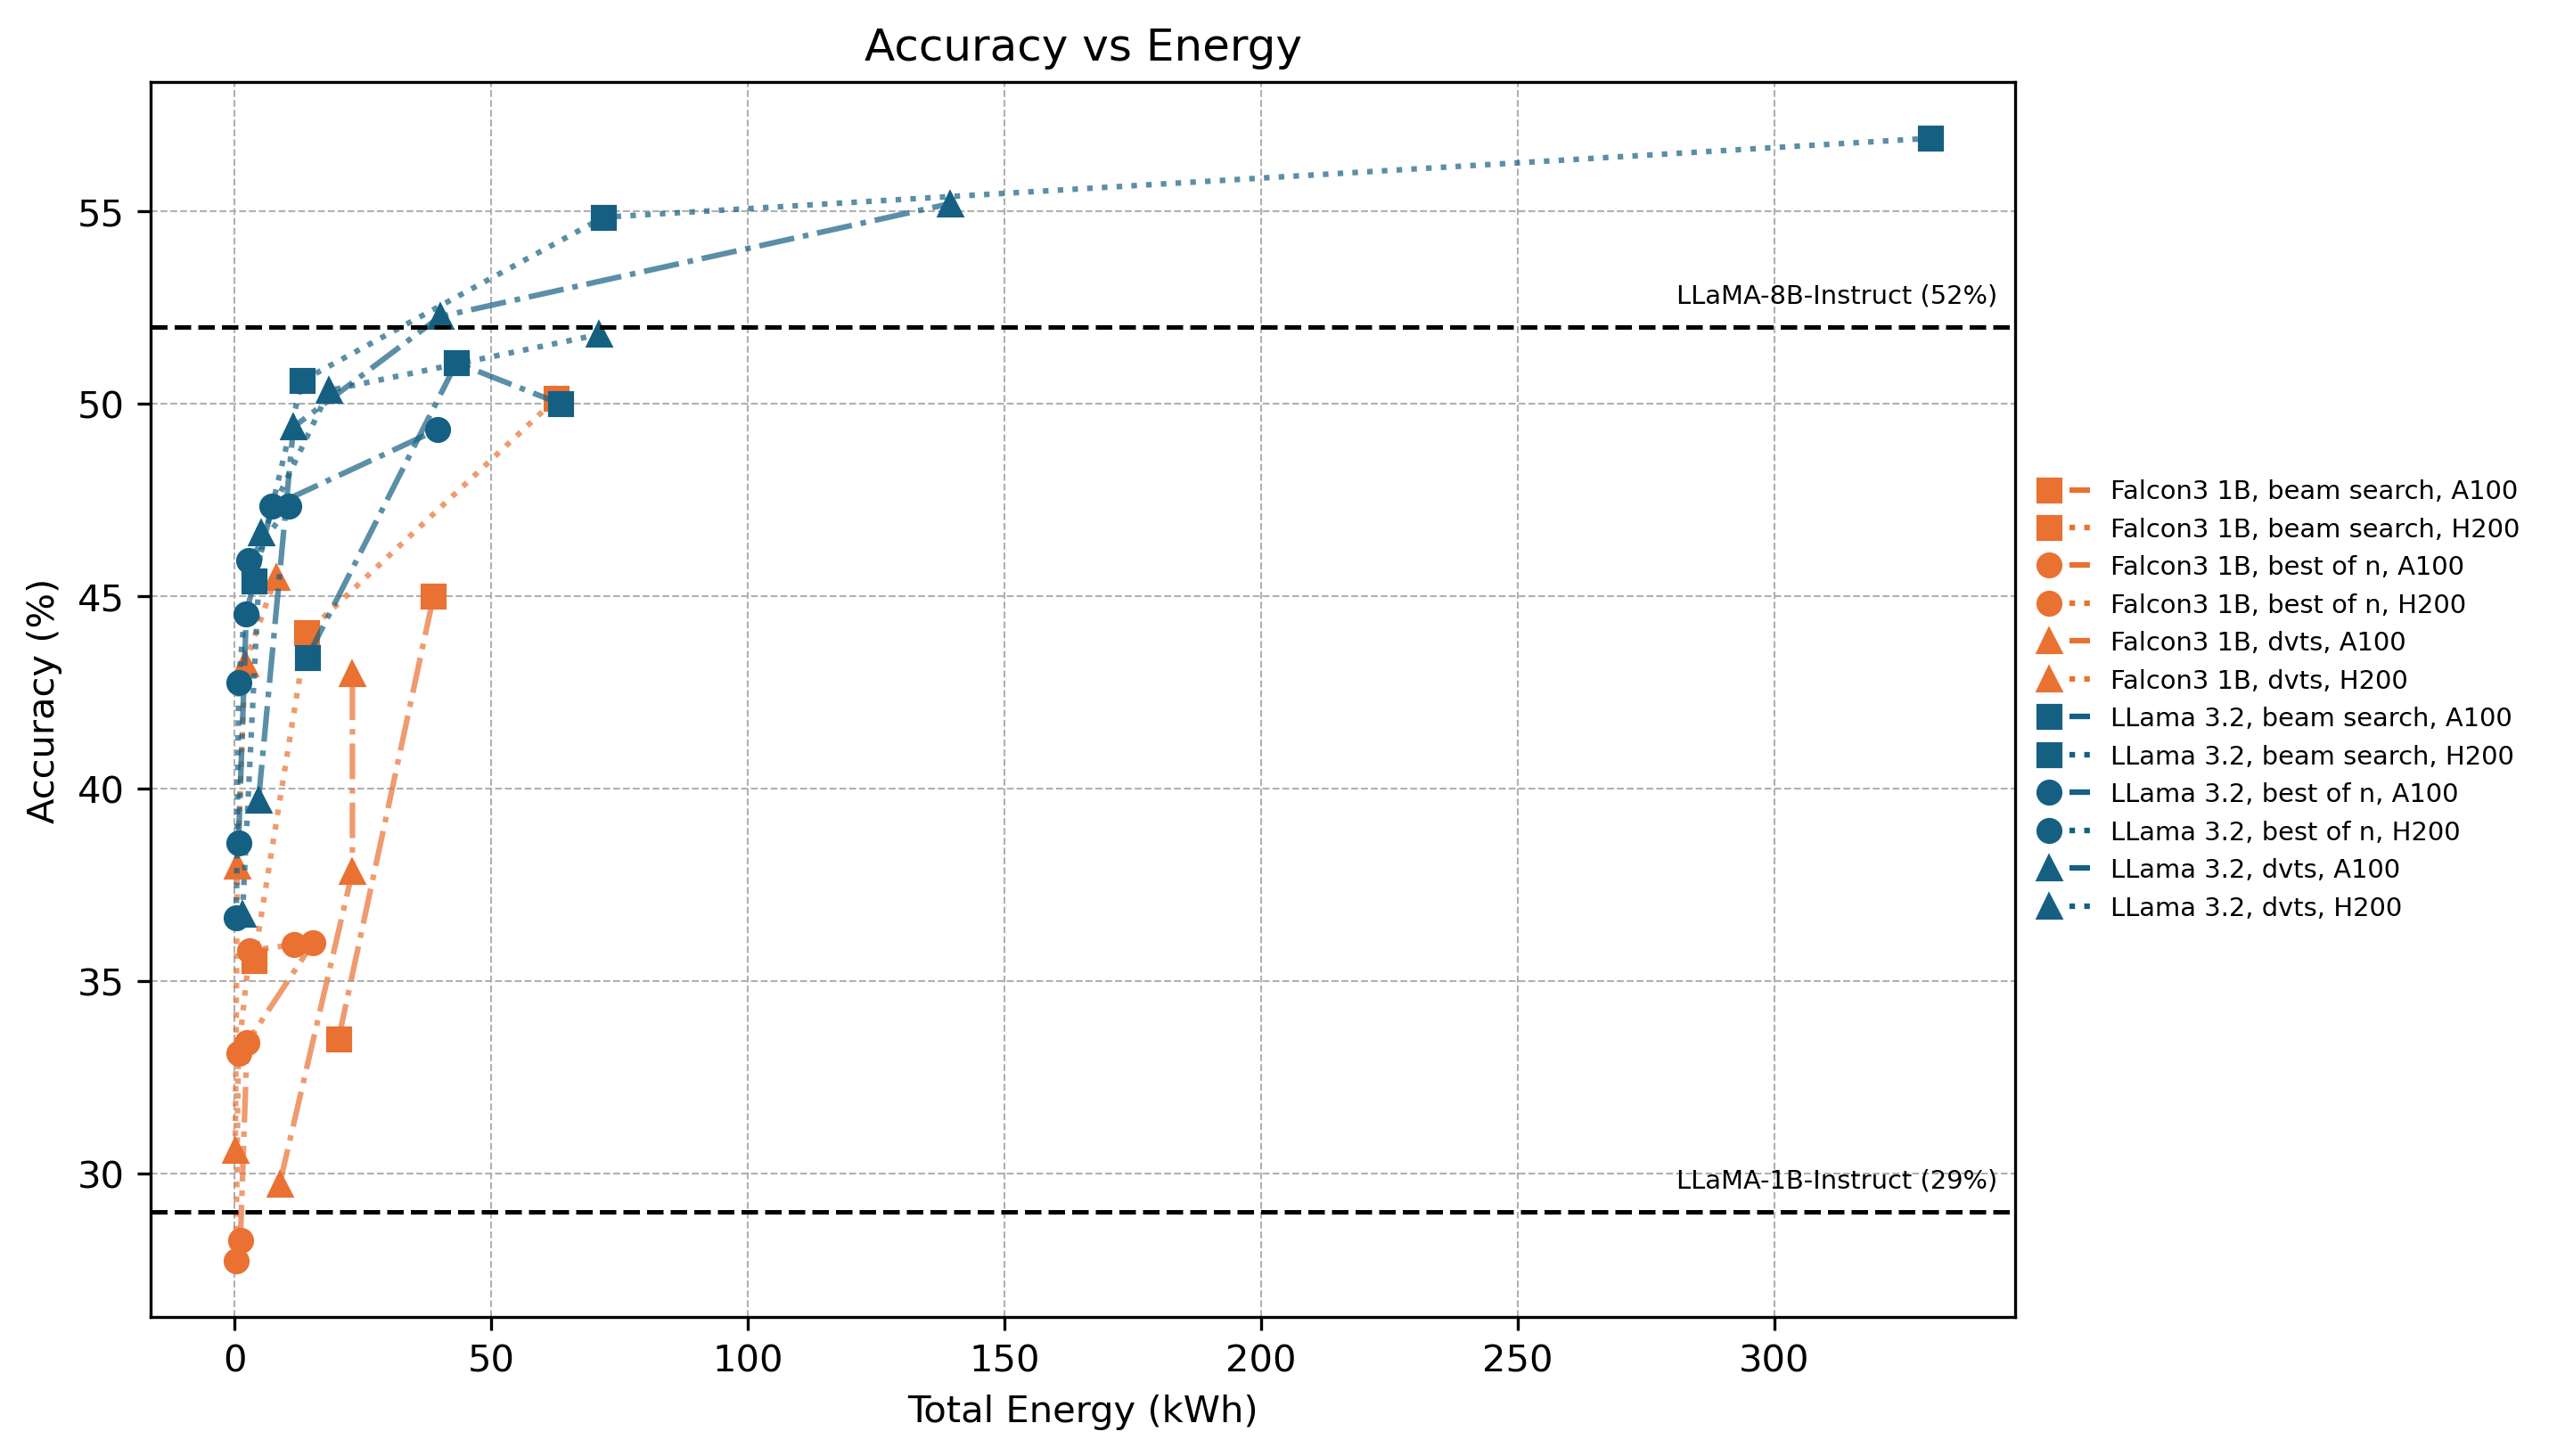 Accuracy vs Energy
Accuracy (%)
55
50
45
40
35
30
LLaMA-8B-Instruct (52%)
LLaMA-1B-Instruct (29%)
0
50
100
150
200
250
300
Total Energy (kWh)
Falcon3 1B, beam search, A100
Falcon3 1B, beam search, H200
Falcon3 1B, best of n, A100
Falcon3 1B, best of n, H200
Falcon3 1B, dvts, A100
Falcon3 1B, dvts, H200
LLama 3.2, beam search, A100
LLama 3.2, beam search, H200
LLama 3.2, best of n, A100
LLama 3.2, best of n, H200
LLama 3.2, dvts, A100
LLama 3.2, dvts, H200